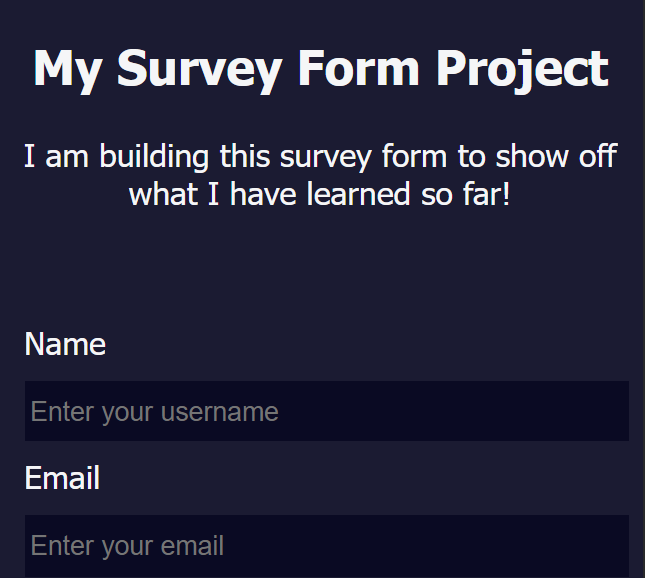 My Survey Form Project
I am building this survey form to show off
what I have learned so far!
Name
Enter your username
Email
Enter your email